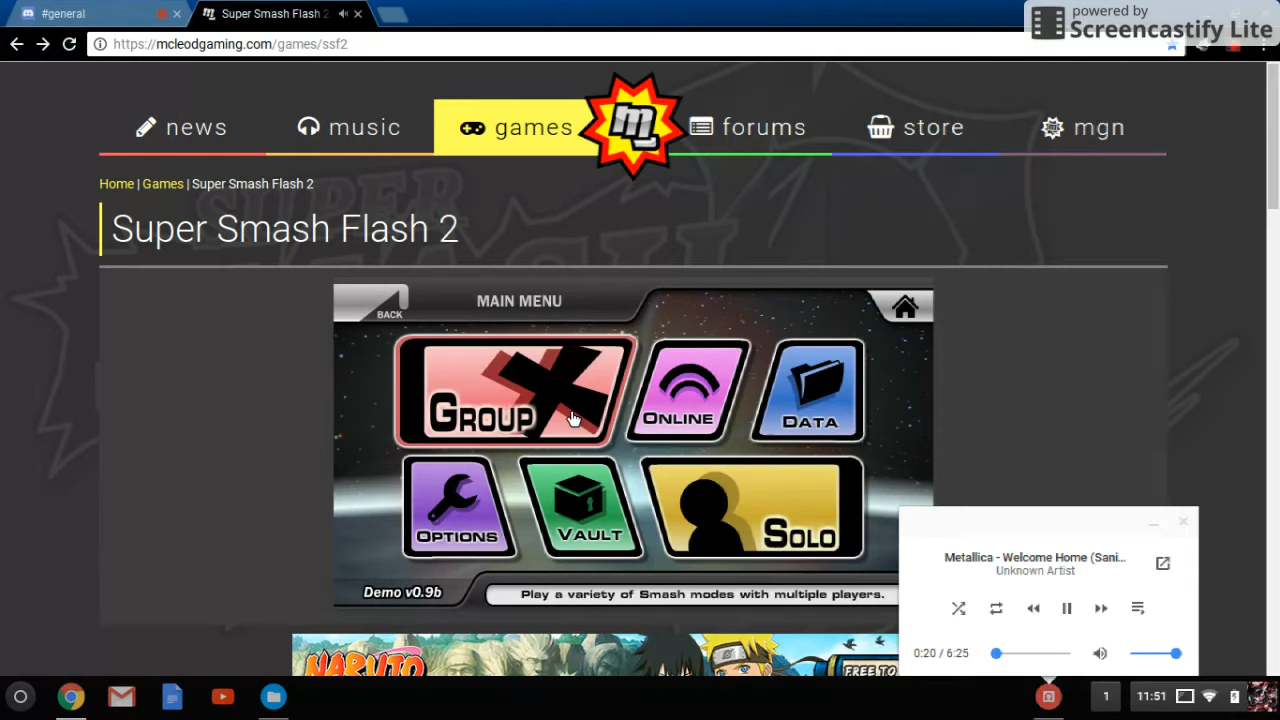 #general
Super Smash Flash 2
powered by
Screencastify Lite
https://mcleodgaming.com/games/ssf2
news
music
games
forums
store
mgn
Home | Games | Super Smash Flash 2
Super Smash Flash 2
BACK
MAIN MENU
GROUP
ONLINE
DATA
OPTIONS
VAULT
SOLO
Demo v0.9b
Play a variety of Smash modes with multiple players.
NARUTO
FREE TO
Metallica - Welcome Home (Sani...
Unknown Artist
0:20 / 6:25
1
11:51